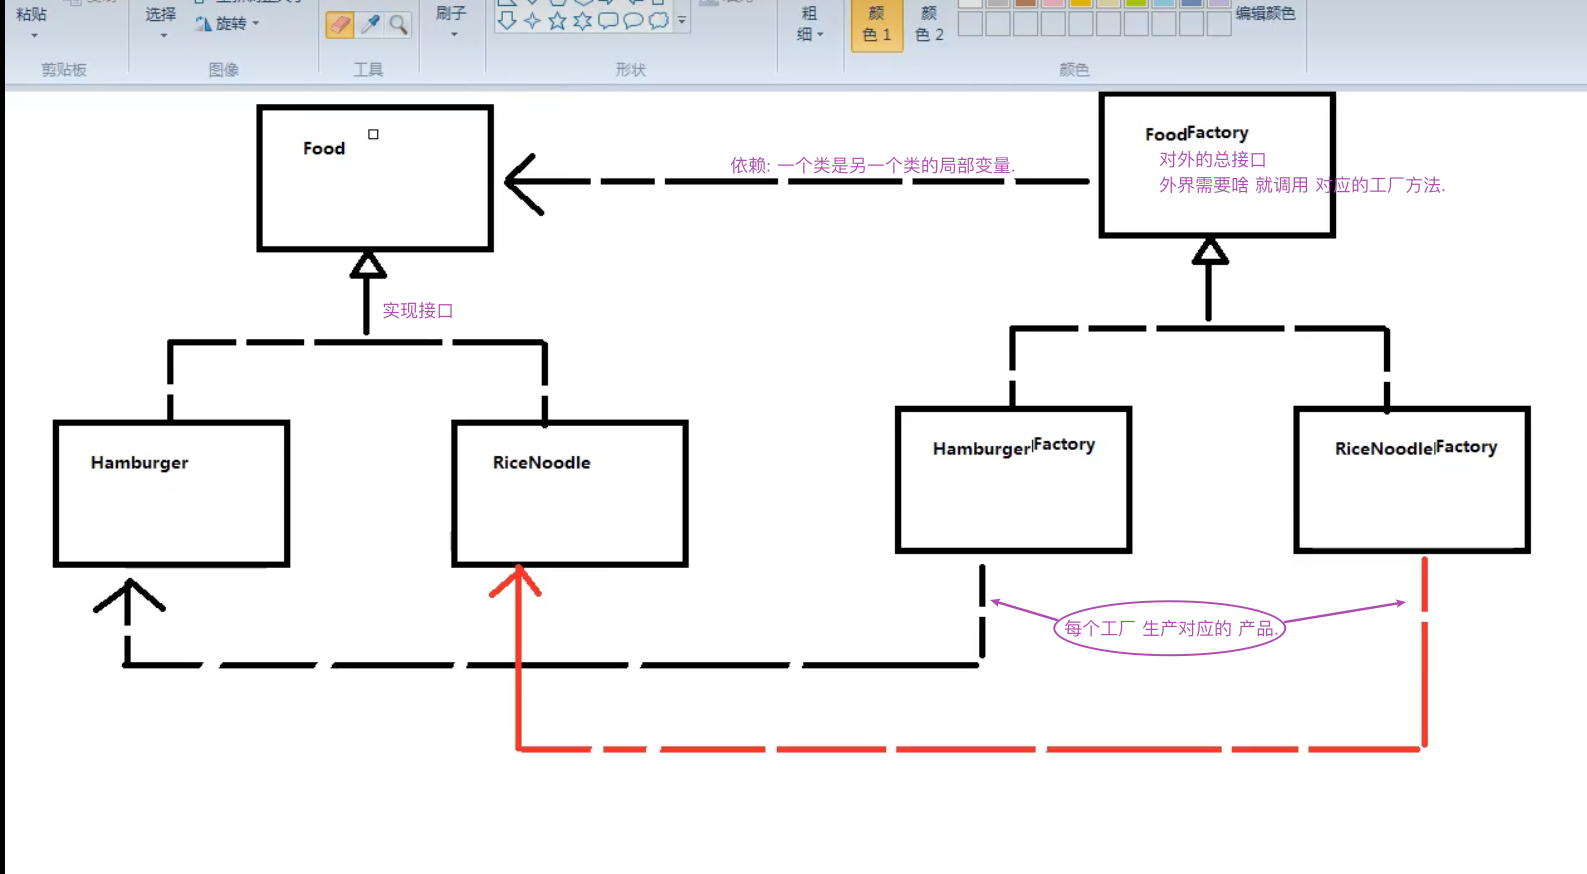 粘贴
选择
旋转
刷子
粗
细
颜
色 1
颜
色 2
编辑颜色
剪贴板
图像
工具
形状
颜色
Food
FoodFactory
依赖: 一个类是另一个类的局部变量.
对外的总接口
外界需要啥 就调用 对应的工厂方法.
实现接口
Hamburger
RiceNoodle
HamburgerFactory
RiceNoodleFactory
每个工厂 生产对应的 产品.